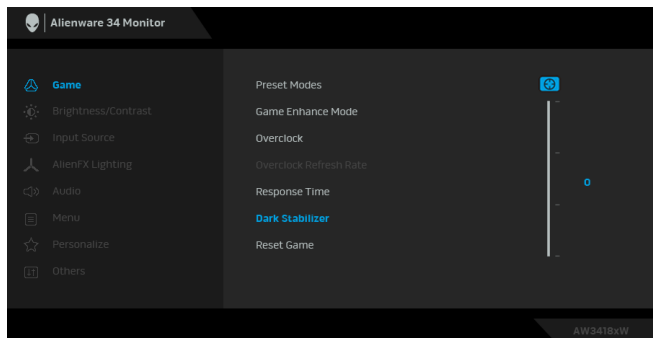 Alienware 34 Monitor
Game
Brightness/Contrast
Input Source
AlienFX Lighting
Audio
Menu
Personalize
Others
Preset Modes
Game Enhance Mode
Overclock
Overclock Refresh Rate
Response Time
Dark Stabilizer
Reset Game
0
AW3418xW